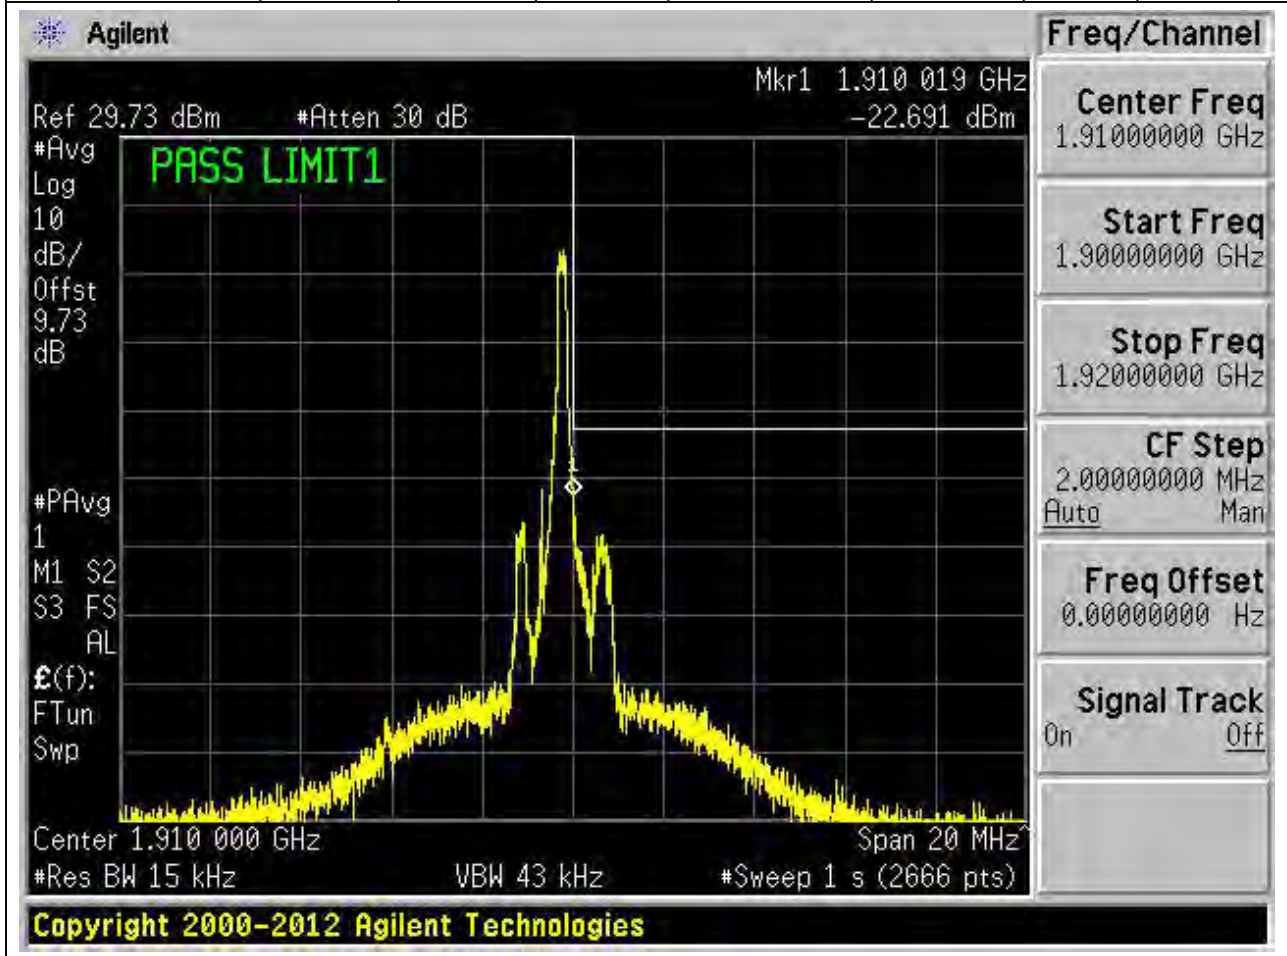 Agilent
Freq/Channel
Mkr1 1.910 019 GHz
Ref 29.73 dBm #Atten 30 dB -22.691 dBm
#Avg
Log
10
dB/
Offst
9.73
dB
PASS LIMIT1
1
#PAvg
1
M1 S2
S3 FS
AL
£(f):
FTun
Swp
Center 1.910 000 GHz Span 20 MHz^
#Res BW 15 kHz VBW 43 kHz #Sweep 1 s (2666 pts)
Copyright 2000-2012 Agilent Technologies
Center Freq
1.91000000 GHz
Start Freq
1.90000000 GHz
Stop Freq
1.92000000 GHz
CF Step
2.00000000 MHz
Auto Man
Freq Offset
0.00000000 Hz
Signal Track
On Off